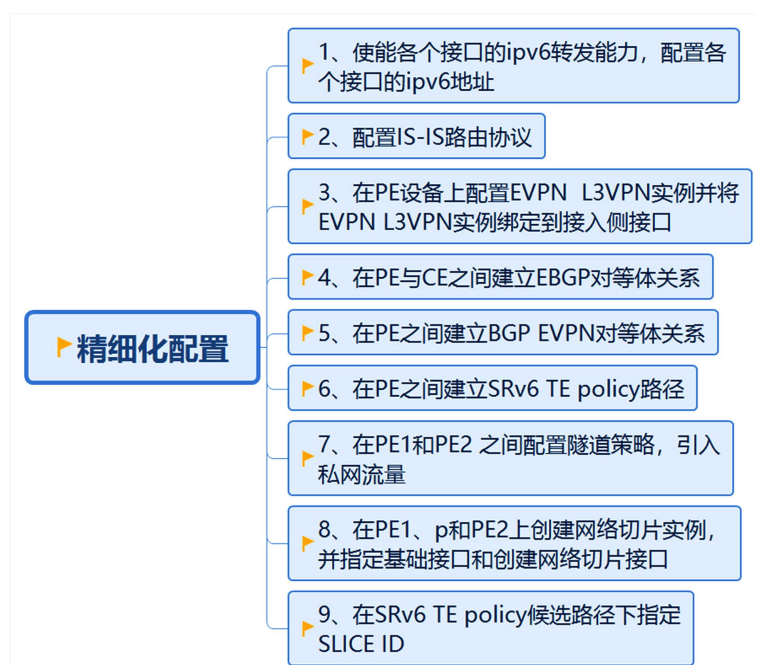 1、使能各个接口的ipv6转发能力，配置各
个接口的ipv6地址
2、配置IS-IS路由协议
3、在PE设备上配置EVPN  L3VPN实例并将
EVPN L3VPN实例绑定到接入侧接口
4、在PE与CE之间建立EBGP对等体关系
精细化配置
5、在PE之间建立BGP EVPN对等体关系
6、在PE之间建立SRv6 TE policy路径
7、在PE1和PE2 之间配置隧道策略，引入
私网流量
8、在PE1、p和PE2上创建网络切片实例，
并指定基础接口和创建网络切片接口
9、在SRv6 TE policy候选路径下指定
SLICE ID